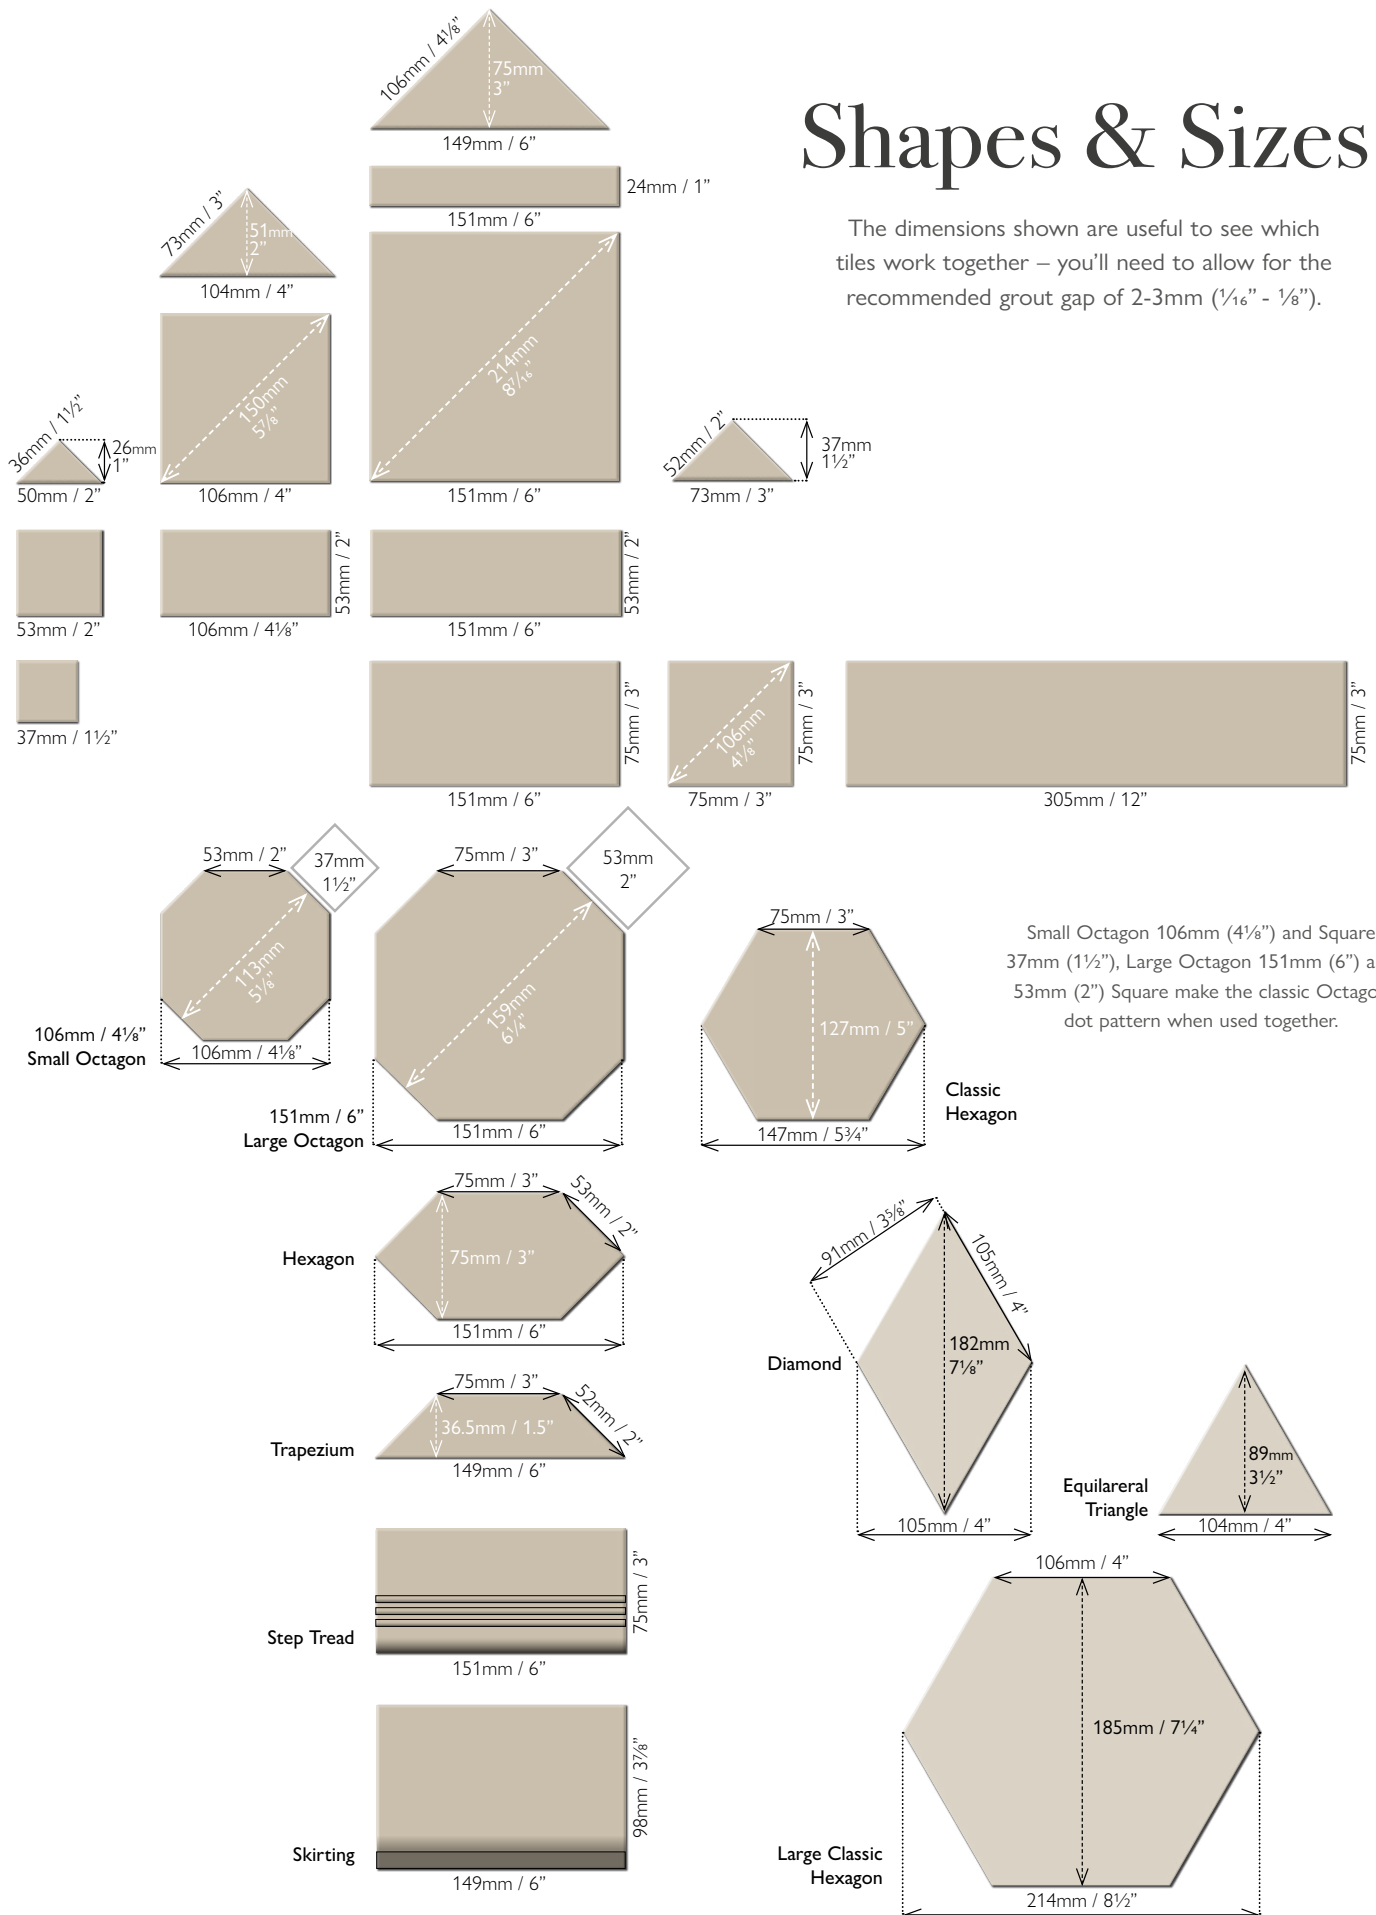 Shapes & Sizes
The dimensions shown are useful to see which
tiles work together – you’ll need to allow for the
recommended grout gap of 2-3mm (¹⁄₁₆” - ⅛”).
106mm / 4⅛”
75mm
3”
149mm / 6”
24mm / 1”
151mm / 6”
73mm / 3”
51mm
2”
104mm / 4”
150mm
5⅞”
106mm / 4”
214mm
8⁷⁄₁₆”
151mm / 6”
36mm / 1½”
26mm
1”
50mm / 2”
52mm / 2”
37mm
1½”
73mm / 3”
53mm / 2”
53mm / 2”
106mm / 4⅛”
53mm / 2”
151mm / 6”
37mm / 1½”
75mm / 3”
151mm / 6”
106mm
4⅛”
75mm / 3”
75mm / 3”
75mm / 3”
305mm / 12”
53mm / 2”
37mm
1½”
113mm
5⅛”
106mm / 4⅛”
Small Octagon
106mm / 4⅛”
75mm / 3”
53mm
2”
159mm
6¼”
151mm / 6”
Large Octagon
151mm / 6”
75mm / 3”
127mm / 5”
147mm / 5¾”
Classic
Hexagon
Small Octagon 106mm (4⅛”) and Square
37mm (1½”), Large Octagon 151mm (6”) a
53mm (2”) Square make the classic Octago
dot pattern when used together.
75mm / 3”
53mm / 2”
Hexagon
75mm / 3”
151mm / 6”
75mm / 3”
52mm / 2”
36.5mm / 1.5”
Trapezium
149mm / 6”
91mm / 3⅝”
105mm / 4”
182mm
7⅛”
Diamond
105mm / 4”
89mm
3½”
Equilareral
Triangle
104mm / 4”
75mm / 3”
Step Tread
151mm / 6”
98mm / 3⅞”
Skirting
149mm / 6”
106mm / 4”
185mm / 7¼”
Large Classic
Hexagon
214mm / 8½”